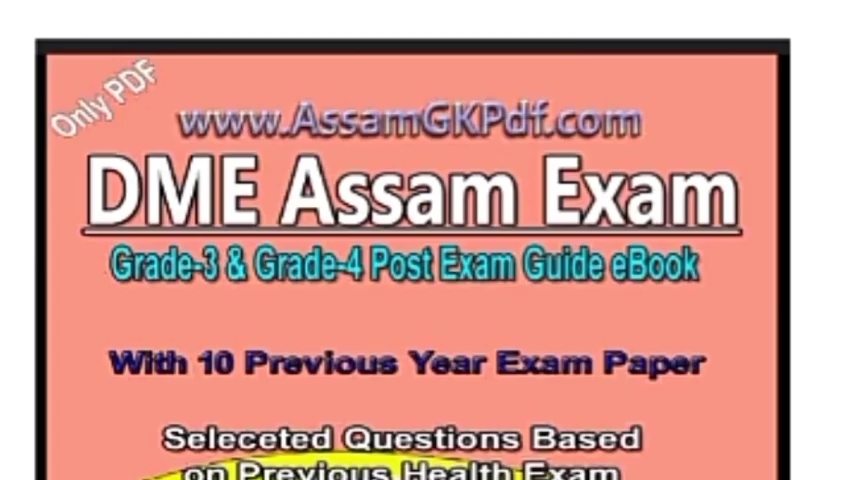 Only PDF
www.AssamGKPdf.com
DME Assam Exam
Grade-3 & Grade-4 Post Exam Guide eBook
With 10 Previous Year Exam Paper
Seleceted Questions Based
on Previous Health Exam